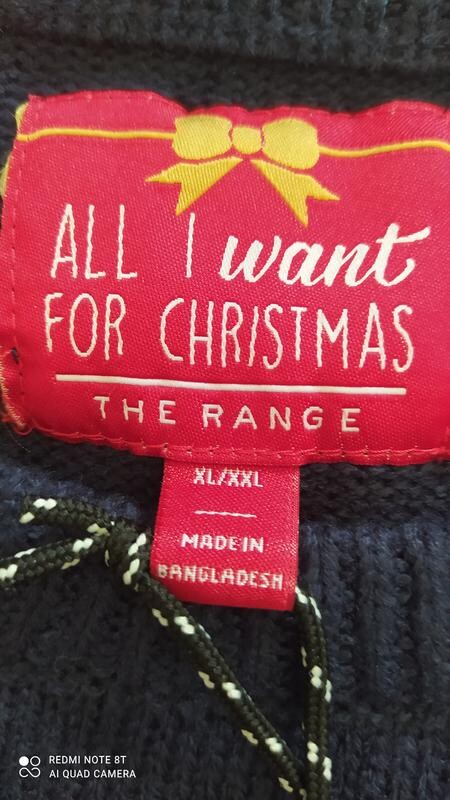 ALL I want
FOR CHRISTMAS
THE RANGE
XL/XXL
MADE IN
BANGLADESH
REDMI NOTE 8T
AI QUAD CAMERA